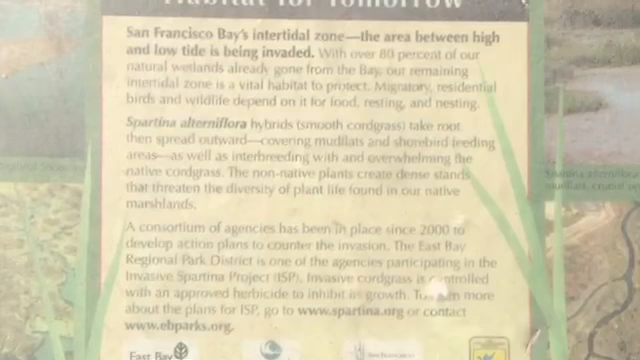 Habitat for Tomorrow
San Francisco Bay's intertidal zone—the area between high
and low tide is being invaded. With over 80 percent of our
natural wetlands already gone from the Bay, our remaining
intertidal zone is a vital habitat to protect. Migratory, residential
birds and wildlife depend on it for food, resting, and nesting.
Spartina alterniflora hybrids (smooth cordgrass) take root
then spread outward—covering mudflats and shorebird feeding
areas—as well as interbreeding with and overwhelming the
native cordgrass. The non-native plants create dense stands
that threaten the diversity of plant life found in our native
marshlands.
A consortium of agencies has been in place since 2000 to
develop action plans to counter the invasion. The East Bay
Regional Park District is one of the agencies participating in the
Invasive Spartina Project (ISP). Invasive cordgrass is controlled
with an approved herbicide to inhibit its growth. To learn more
about the plans for ISP, go to www.spartina.org or contact
www.ebparks.org.
East Bay